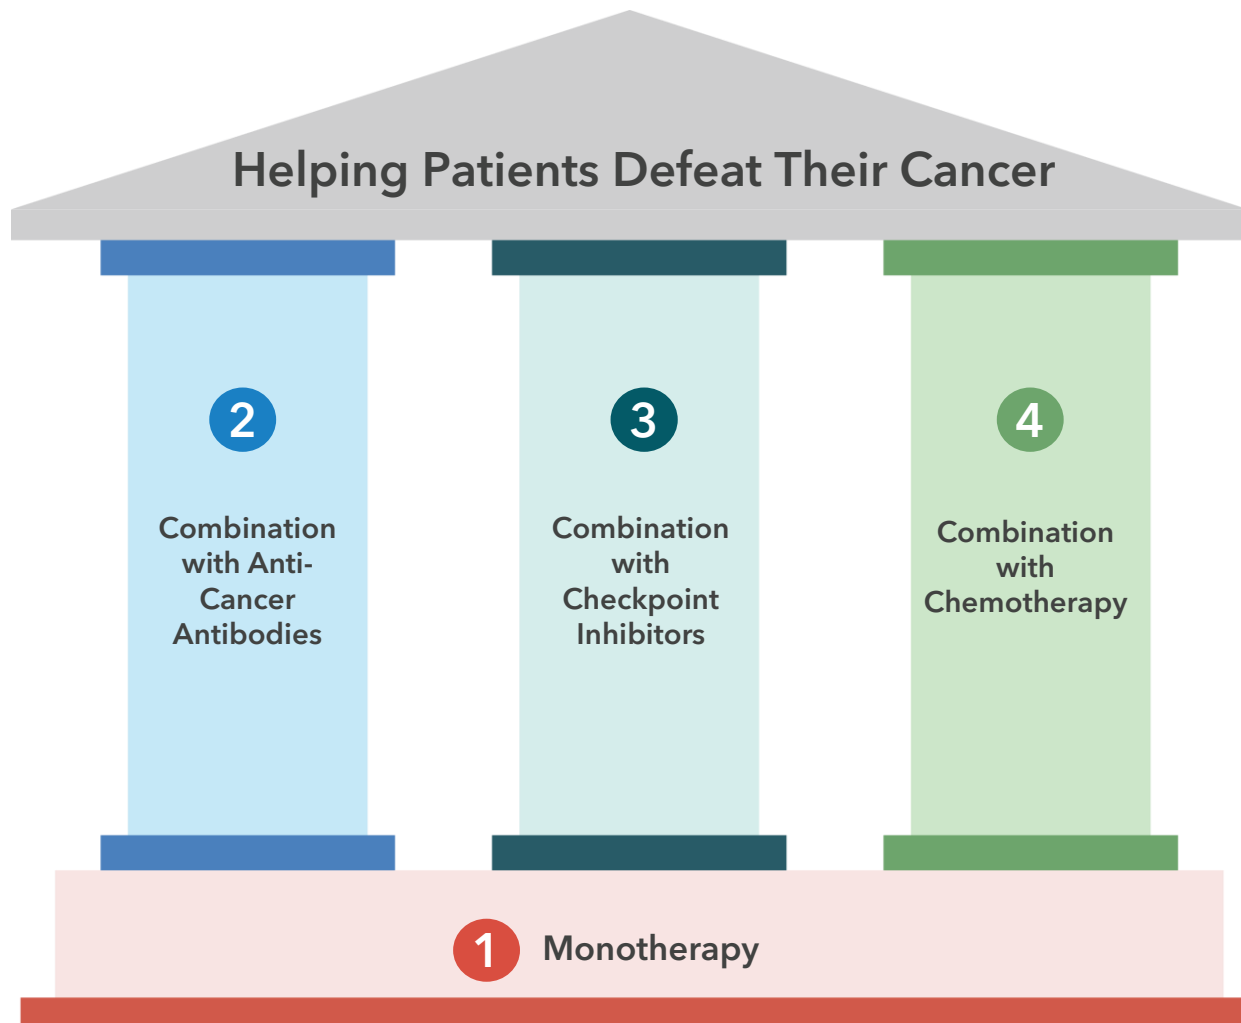 Helping Patients Defeat Their Cancer
2
Combination
with Anti-
Cancer
Antibodies
3
Combination
with
Checkpoint
Inhibitors
4
Combination
with
Chemotherapy
1 Monotherapy